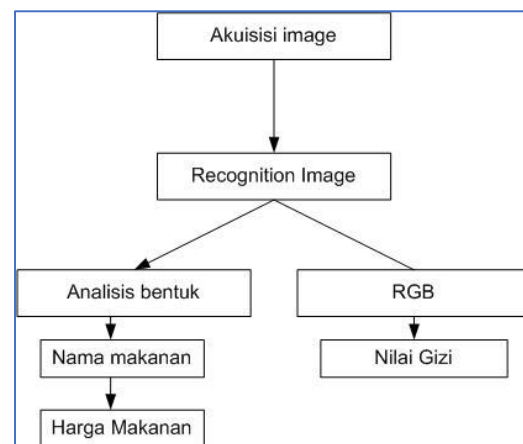 Akuisisi image
Recognition Image
Analisis bentuk
RGB
Nama makanan
Nilai Gizi
Harga Makanan